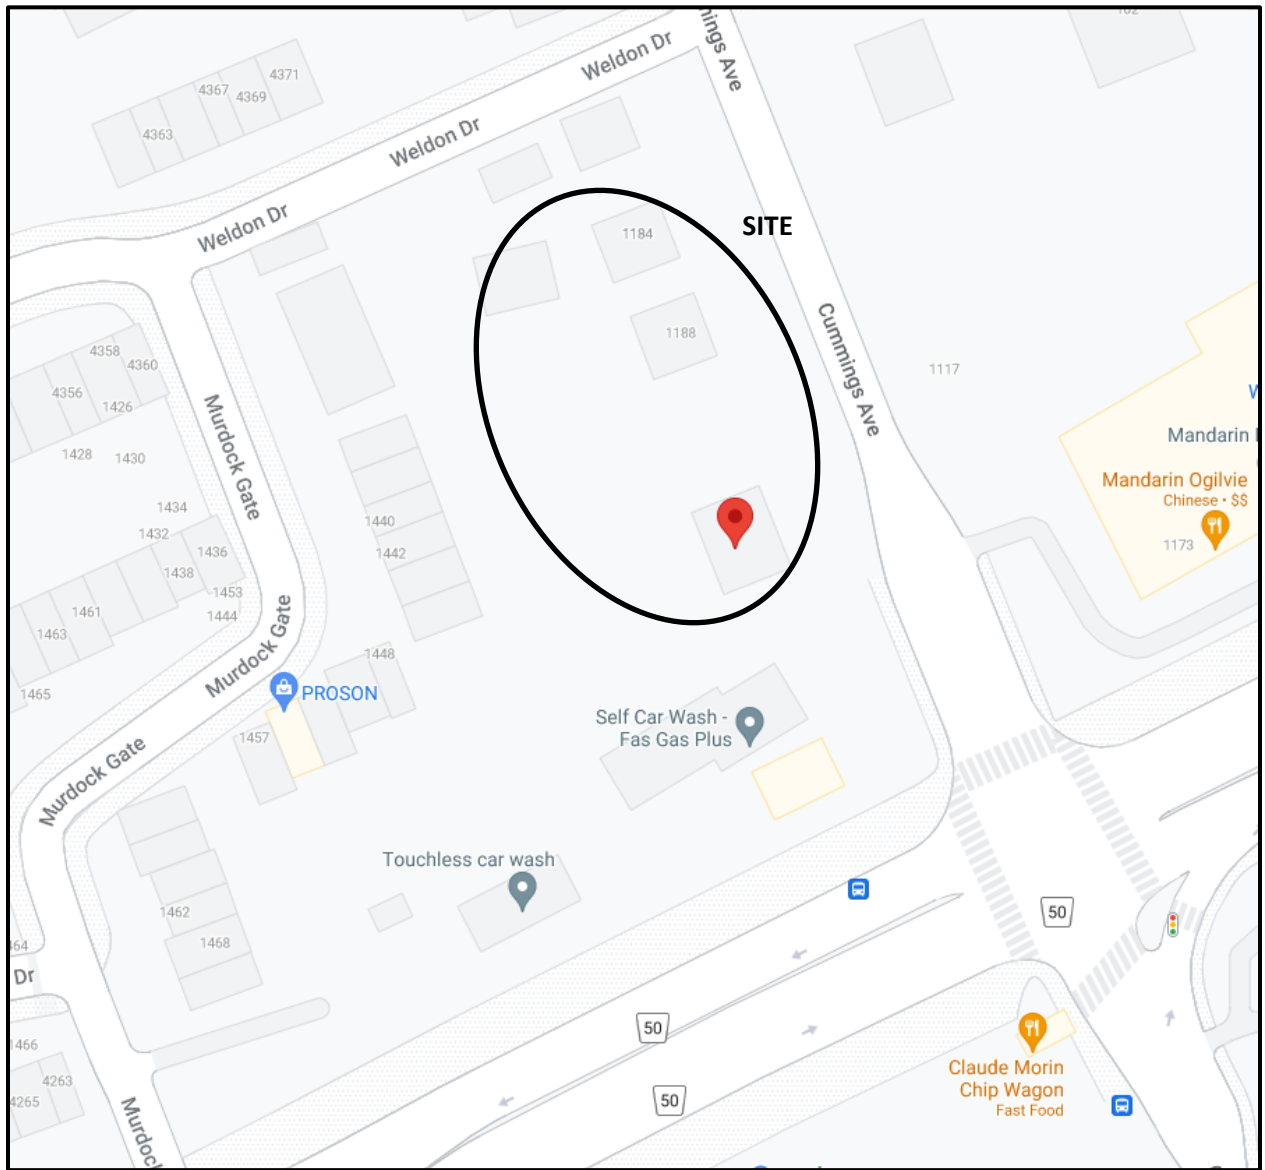 ings Ave
Weldon Dr
4371
4367
4369
4363
Weldon Dr
Weldon Dr
SITE
1184
1188
Cummings Ave
4358
4360
4356
1426
1428
1430
Murdock Gate
1117
W
Mandarin
Mandarin Ogilvie
Chinese • $$
1173
1434
1432
1440
1442
1436
1438
1453
1444
1461
1463
1465
Murdock Gate
1448
PROSON
1457
Self Car Wash -
Fas Gas Plus
Murdock Gate
Touchless car wash
1462
1468
464
Dr
50
50
50
1466
4263
4265
Murdock
Claude Morin
Chip Wagon
Fast Food